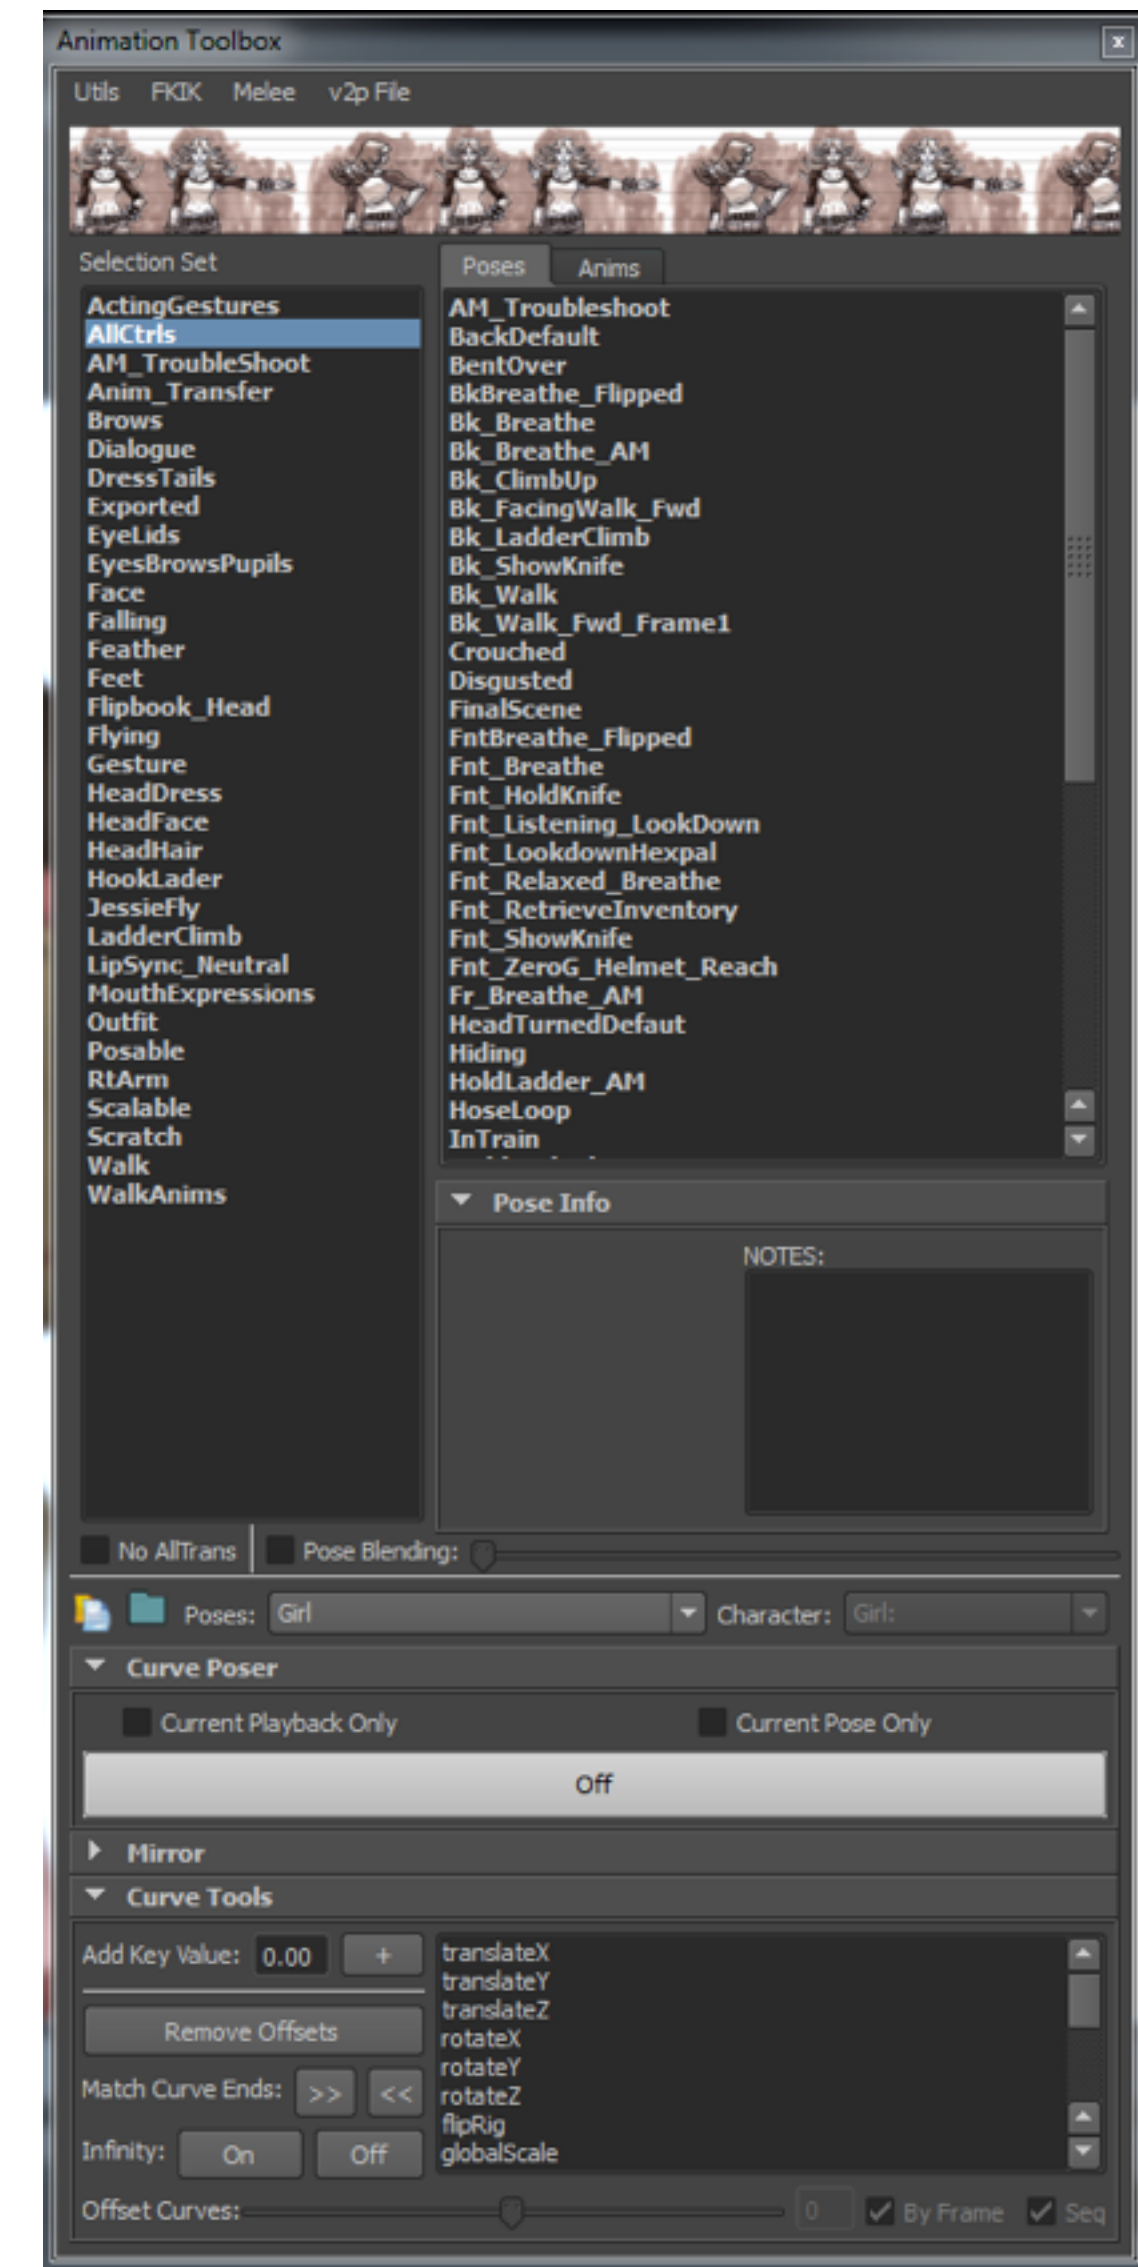 Animation Toolbox
x
Utils FKIK Melee v2p File
Selection Set
Poses Anims
ActingGestures
AllCtrls
AM_TroubleShoot
Anim_Transfer
Brows
Dialogue
DressTails
Exported
EyeLids
EyesBrowsPupils
Face
Falling
Feather
Feet
Flipbook_Head
Flying
Gesture
HeadDress
HeadFace
HeadHair
HookLader
JessieFly
LadderClimb
LipSync_Neutral
MouthExpressions
Outfit
Posable
RtArm
Scalable
Scratch
Walk
WalkAnims
AM_Troubleshoot
BackDefault
BentOver
BkBreathe_Flipped
Bk_Breathe
Bk_Breathe_AM
Bk_ClimbUp
Bk_FacingWalk_Fwd
Bk_LadderClimb
Bk_ShowKnife
Bk_Walk
Bk_Walk_Fwd_Frame1
Crouched
Disgusted
FinalScene
FntBreathe_Flipped
Fnt_Breathe
Fnt_HoldKnife
Fnt_Listening_LookDown
Fnt_LookdownHexpal
Fnt_Relaxed_Breathe
Fnt_RetrieveInventory
Fnt_ShowKnife
Fnt_ZeroG_Helmet_Reach
Fr_Breathe_AM
HeadTurnedDefaut
Hiding
HoldLadder_AM
HoseLoop
InTrain
Pose Info
NOTES:
No AllTrans Pose Blending:
Poses: Girl Character: Girl:
Curve Poser
Current Playback Only Current Pose Only
Off
Mirror
Curve Tools
Add Key Value: 0.00 +
Remove Offsets
Match Curve Ends: >> <<
Infinity: On Off
translateX
translateY
translateZ
rotateX
rotateY
rotateZ
flipRig
globalScale
Offset Curves: 0 By Frame Seq